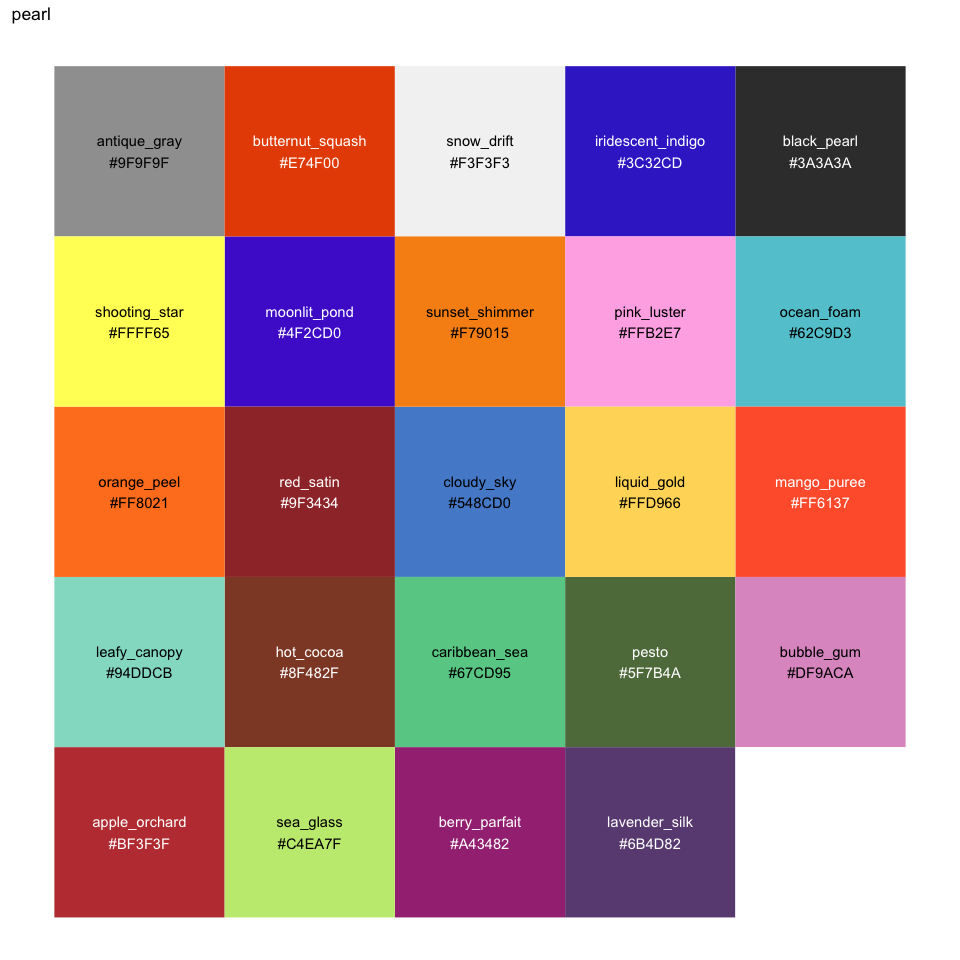 pearl
antique_gray
#9F9F9F
butternut_squash
#E74F00
snow_drift
#F3F3F3
iridescent_indigo
#3C32CD
black_pearl
#3A3A3A
shooting_star
#FFFF65
moonlit_pond
#4F2CD0
sunset_shimmer
#F79015
pink_luster
#FFB2E7
ocean_foam
#62C9D3
orange_peel
#FF8021
red_satin
#9F3434
cloudy_sky
#548CD0
liquid_gold
#FFD966
mango_puree
#FF6137
leafy_canopy
#94DDCB
hot_cocoa
#8F482F
caribbean_sea
#67CD95
pesto
#5F7B4A
bubble_gum
#DF9ACA
apple_orchard
#BF3F3F
sea_glass
#C4EA7F
berry_parfait
#A43482
lavender_silk
#6B4D82